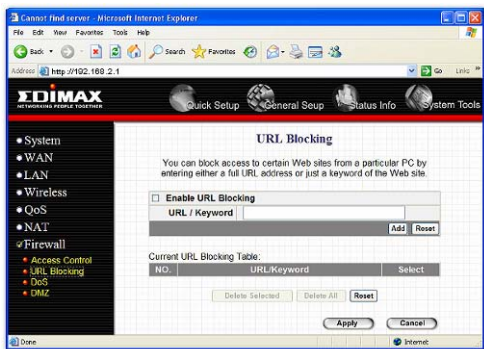 Cannot find server - Microsoft Internet Explorer
File Edit View Favorites Tools Help
Back Search Favorites
Address http://192.168.2.1 Go Links »
EDIMAX
NETWORKING PEOPLE TOGETHER
Quick Setup General Seup Status Info System Tools
System
WAN
LAN
Wireless
QoS
NAT
Firewall
Access Control
URL Blocking
DoS
DMZ
URL Blocking
You can block access to certain Web sites from a particular PC by
entering either a full URL address or just a keyword of the Web site.
Enable URL Blocking
URL / Keyword
Add Reset
Current URL Blocking Table:
NO. URL/Keyword Select
Delete Selected Delete All Reset
Apply Cancel
Done Internet